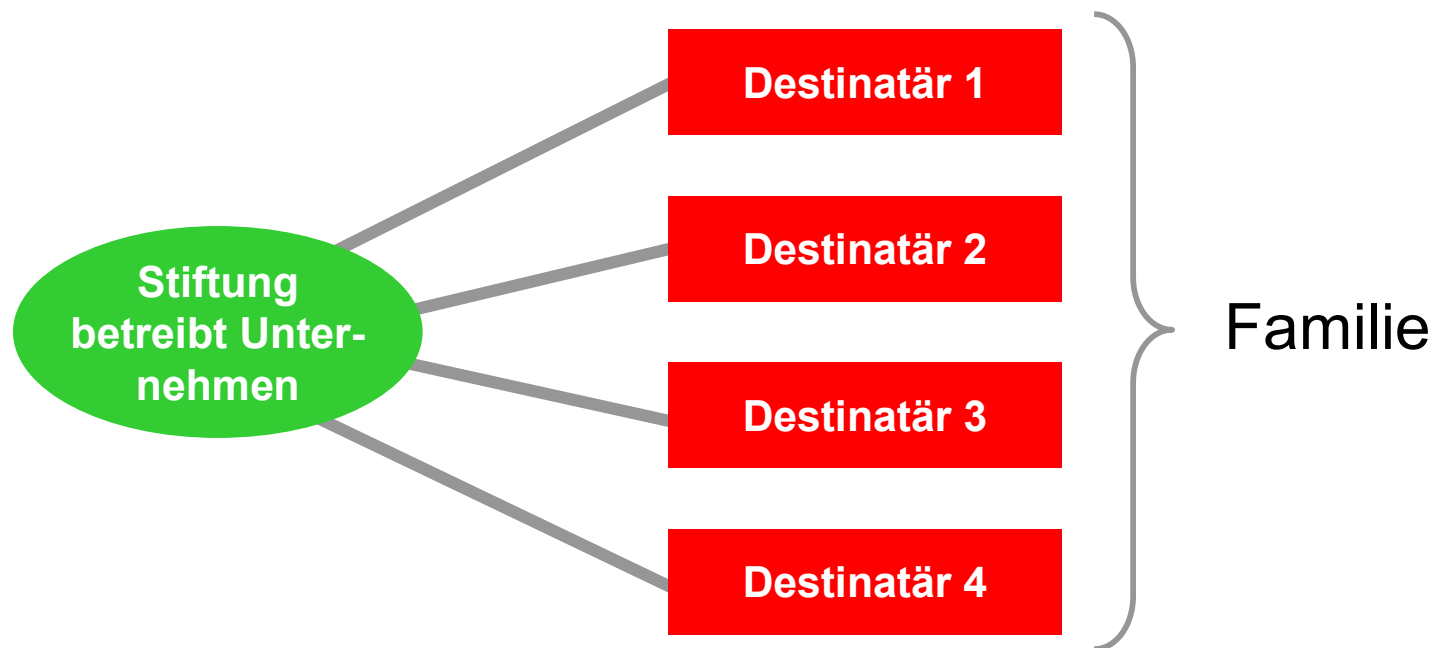 Stiftung
betreibt Unter-
nehmen
Destinatär 1
Destinatär 2
Destinatär 3
Destinatär 4
Familie